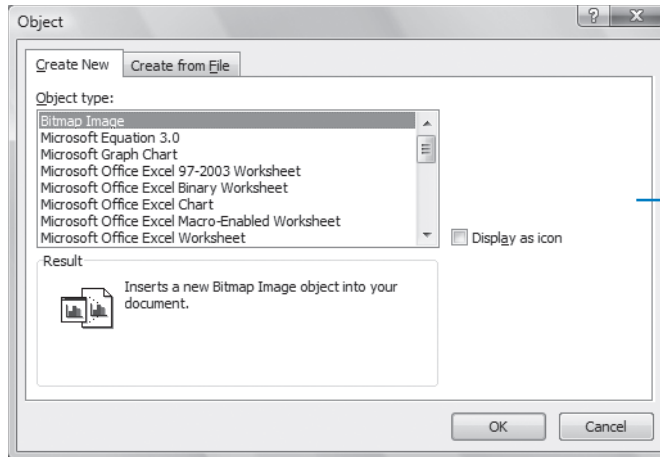 Object
Create New Create from File
Object type:
Bitmap Image
Microsoft Equation 3.0
Microsoft Graph Chart
Microsoft Office Excel 97-2003 Worksheet
Microsoft Office Excel Binary Worksheet
Microsoft Office Excel Chart
Microsoft Office Excel Macro-Enabled Worksheet
Microsoft Office Excel Worksheet
Display as icon
Result
Inserts a new Bitmap Image object into your
document.
OK Cancel